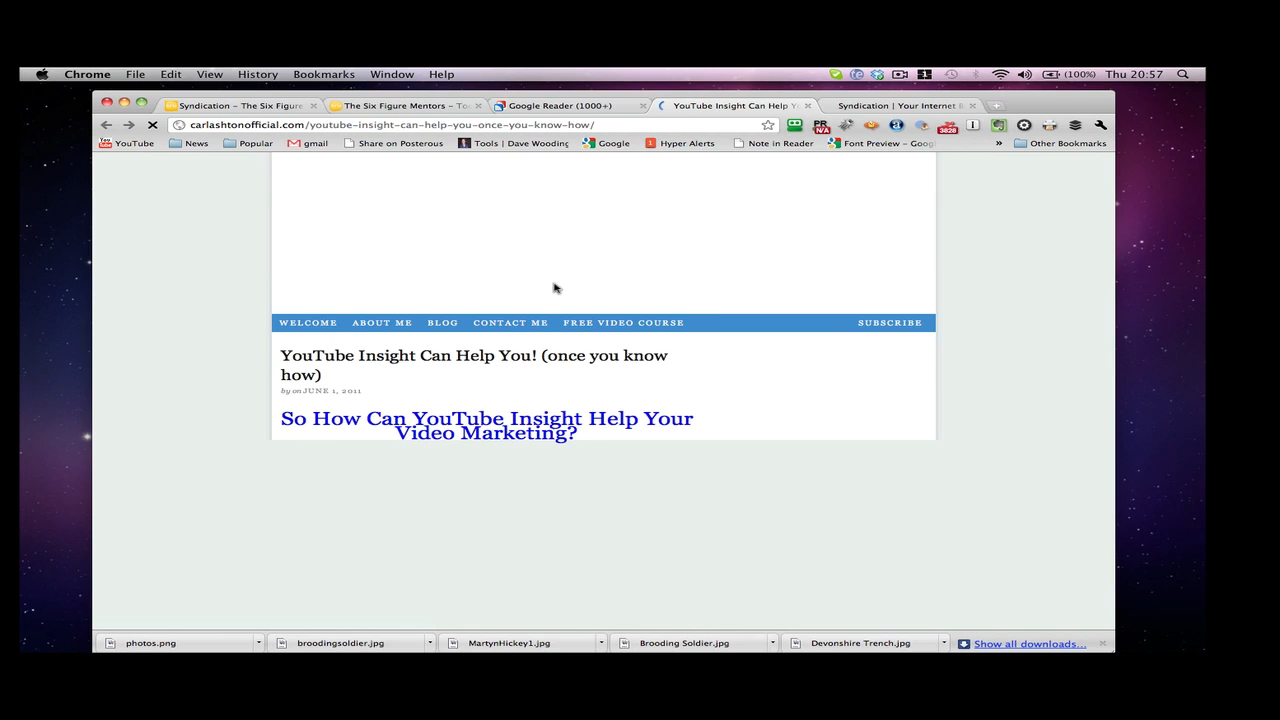 Chrome File Edit View History Bookmarks Window Help (100%) Thu 20:57
Syndication – The Six Figure The Six Figure Mentors – To Google Reader (1000+) YouTube Insight Can Help Y Syndication | Your Internet B
carlashtonofficial.com/youtube-insight-can-help-you-once-you-know-how/ PR N/A 3828
YouTube News Popular gmail Share on Posterous Tools | Dave Wooding Google Hyper Alerts Note in Reader Font Preview – Goog » Other Bookmarks
WELCOME ABOUT ME BLOG CONTACT ME FREE VIDEO COURSE SUBSCRIBE
YouTube Insight Can Help You! (once you know
how)
by on JUNE 1, 2011
So How Can YouTube Insight Help Your
Video Marketing?
photos.png broodingsoldier.jpg MartynHickey1.jpg Brooding Soldier.jpg Devonshire Trench.jpg Show all downloads...